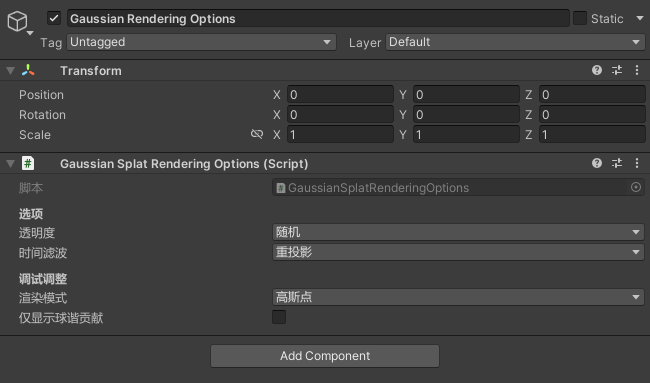 Gaussian Rendering Options Static
Tag Untagged Layer Default
Transform
Position X 0 Y 0 Z 0
Rotation X 0 Y 0 Z 0
Scale X 1 Y 1 Z 1
# Gaussian Splat Rendering Options (Script)
脚本 # GaussianSplatRenderingOptions
选项
透明度 随机
时间滤波 重投影
调试调整
渲染模式 高斯点
仅显示球谐贡献
Add Component